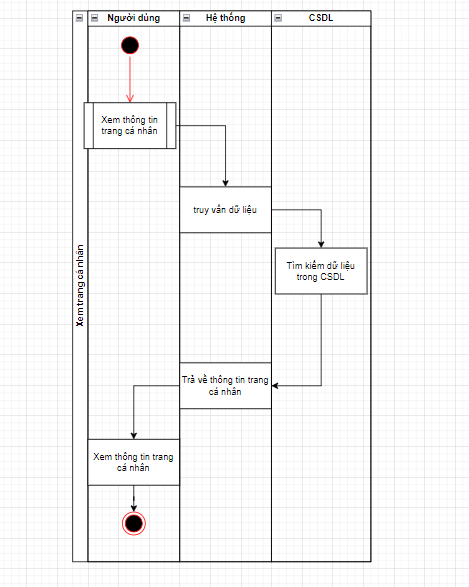 Người dùng
Hệ thống
CSDL
Xem trang cá nhân
Xem thông tin
trang cá nhân
truy vấn dữ liệu
Tìm kiếm dữ liệu
trong CSDL
Trả về thông tin trang
cá nhân
Xem thông tin trang
cá nhân